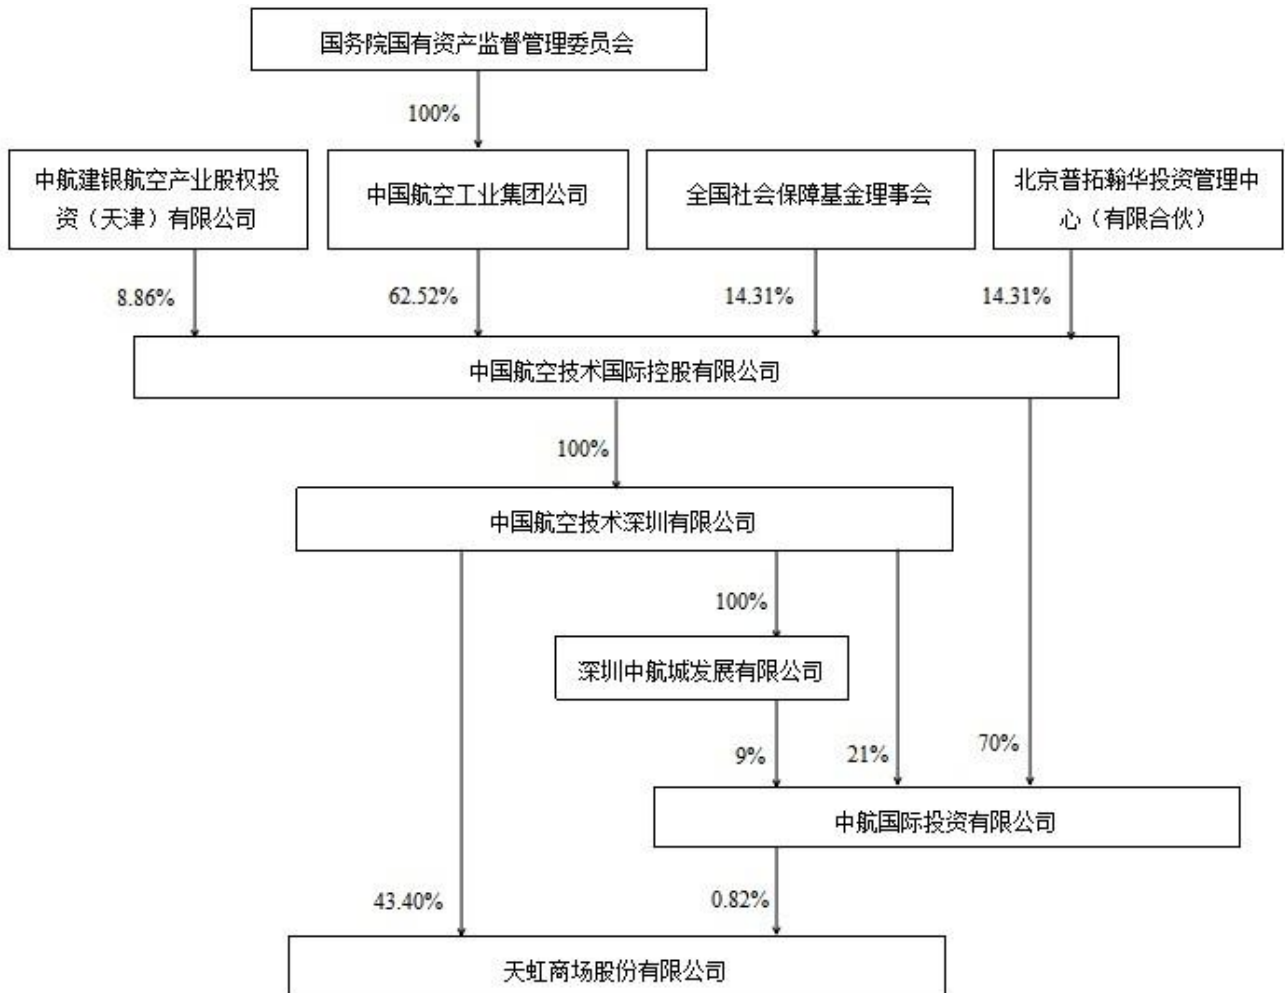 国务院国有资产监督管理委员会
100%
中航建银航空产业股权投
资（天津）有限公司
中国航空工业集团公司
全国社会保障基金理事会
北京普拓瀚华投资管理中
心（有限合伙）
8.86%
62.52%
14.31%
14.31%
中国航空技术国际控股有限公司
100%
中国航空技术深圳有限公司
100%
深圳中航城发展有限公司
9%
21%
70%
中航国际投资有限公司
43.40%
0.82%
天虹商场股份有限公司